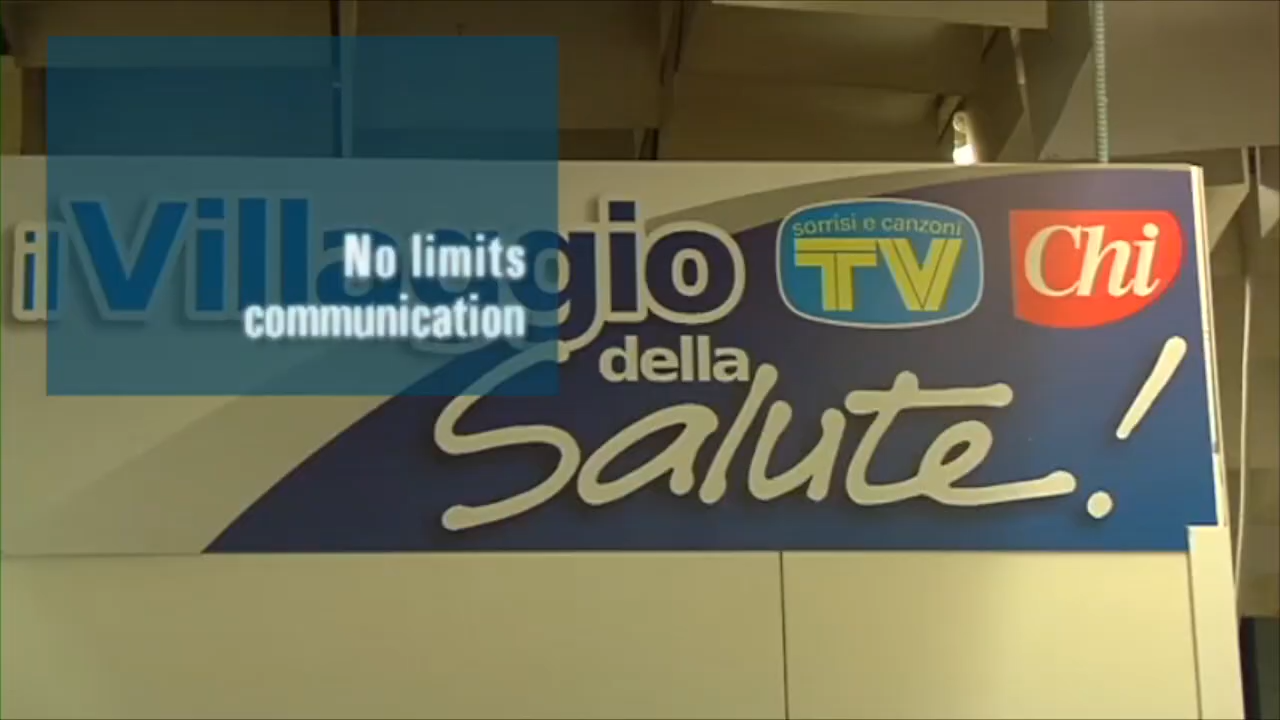 il Villaggio
della
Salute!
sorrisi e canzoni
TV
Chi
No limits
communication